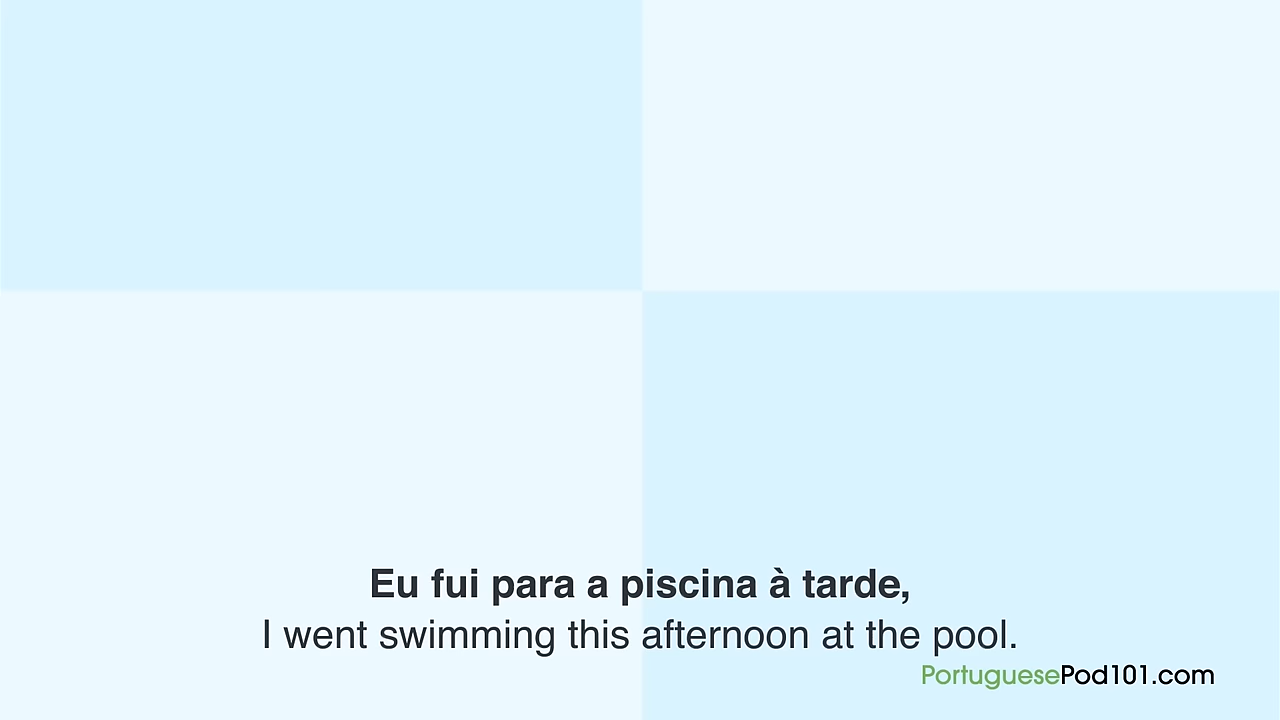 Eu fui para a piscina à tarde,
I went swimming this afternoon at the pool.
PortuguesePod101.com